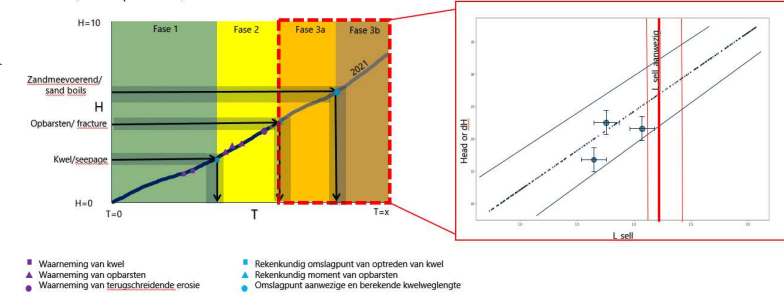 H=10
Fase 1
Fase 2
Fase 3a
Fase 3b
2021
Zandmeevoerend/
sand boils
H
Opbarsten/ fracture
Kwel/seepage
H=0
T=0
T
T=x
L sell aanwezig
Head or dH
L sell
Waarneming van kwel
Waarneming van opbarsten
Waarneming van terugschreidende erosie
Rekenkundig omslagpunt van optreden van kwel
Rekenkundig moment van opbarsten
Omslagpunt aanwezige en berekende kwelweglengte